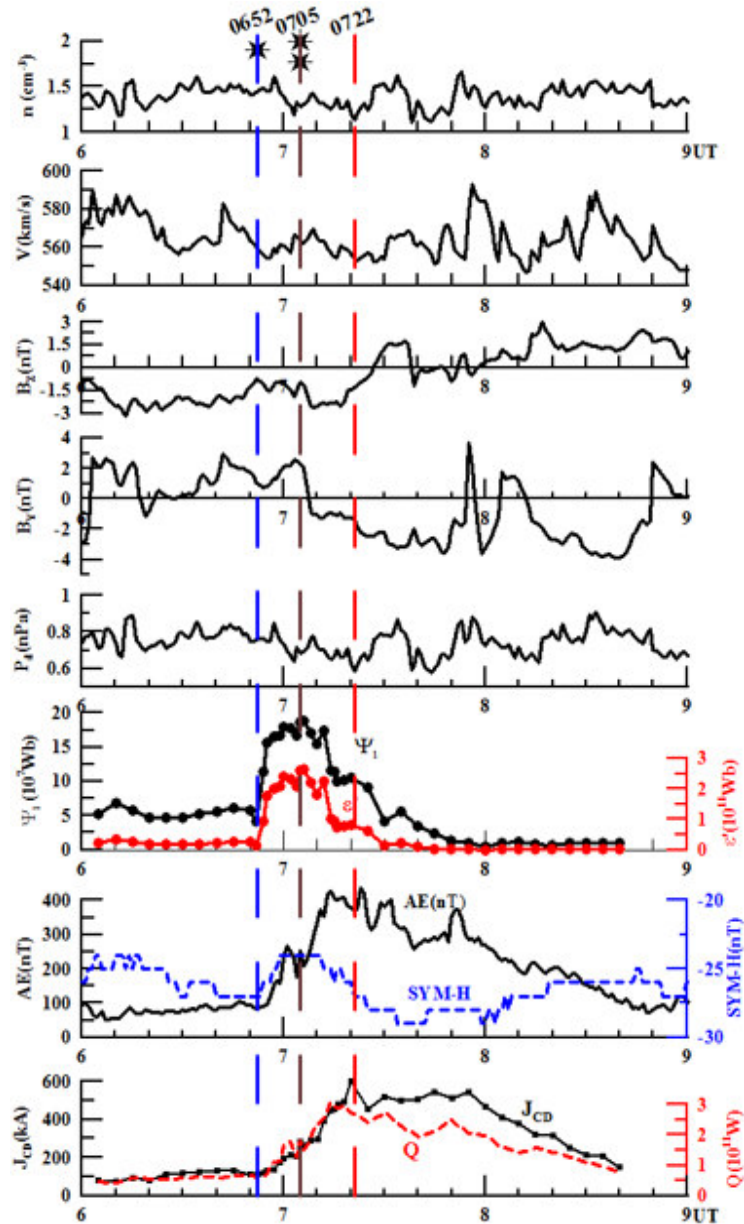 0652 0705 0722
n (cm⁻³)
2
1.5
1
6 7 8 9UT
V(km/s)
600
580
560
540
6 7 8 9
B_Z(nT)
3
1.5
0
-1.5
-3
7 8 9
B_Y(nT)
4
2
0
-2
-4
7 8 9
P_d(nPa)
1
0.8
0.6
6 7 8 9
Ψ₁ (10⁷Wb)
20
15
10
5
0
Ψ₁
ε'
3
2
1
0
6 7 8 9
AE(nT)
400
300
200
100
0
AE(nT)
SYM-H
-20
-25
-30
SYM-H(nT)
6 7 8 9
J_CD(kA)
600
400
200
0
J_CD
Q
3
2
1
0
Q(10¹¹W)
6 7 8 9UT